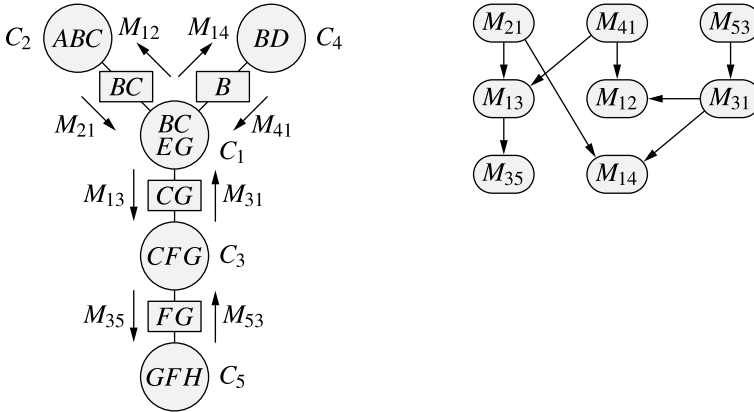 C₂ ABC M₁₂ M₁₄ BD C₄
BC B
M₂₁ BC M₄₁
EG C₁
M₁₃ CG M₃₁
CFG C₃
M₃₅ FG M₅₃
GFH C₅
M₂₁ M₄₁ M₅₃
M₁₃ M₁₂ M₃₁
M₃₅ M₁₄